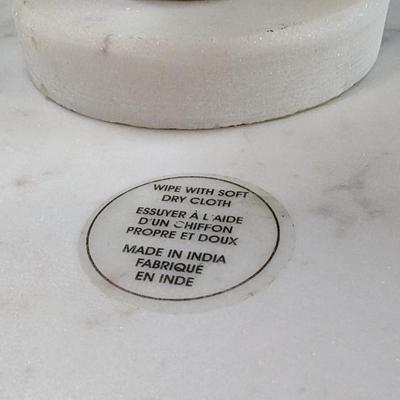 WIPE WITH SOFT
DRY CLOTH
ESSUYER À L'AIDE
D'UN CHIFFON
PROPRE ET DOUX
MADE IN INDIA
FABRIQUÉ
EN INDE